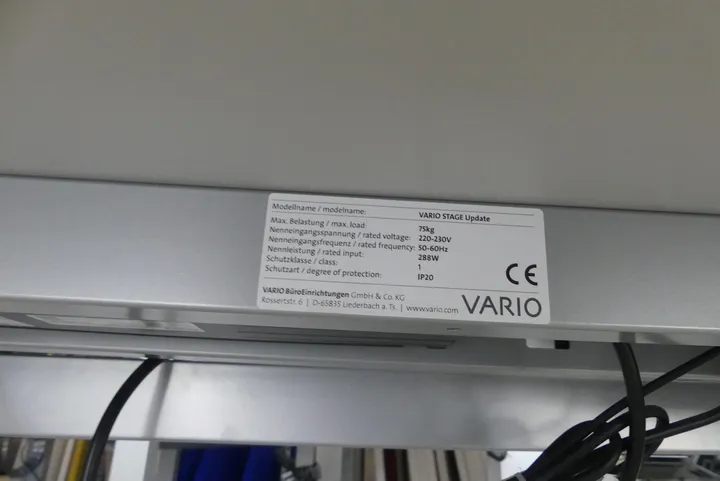 Modellname / modelname: VARIO STAGE Update
Max. Belastung / max. load: 75kg
Nenneingangsspannung / rated voltage: 220-230V
Nenneingangsfrequenz / rated frequency: 50-60Hz
Nennleistung / rated input: 288W
Schutzklasse / class: 1
Schutzart / degree of protection: IP20
CE
VARIO BüroEinrichtungen GmbH & Co. KG
Rossertstr. 6 | D-65835 Liederbach a. Ts. | www.vario.com
VARIO